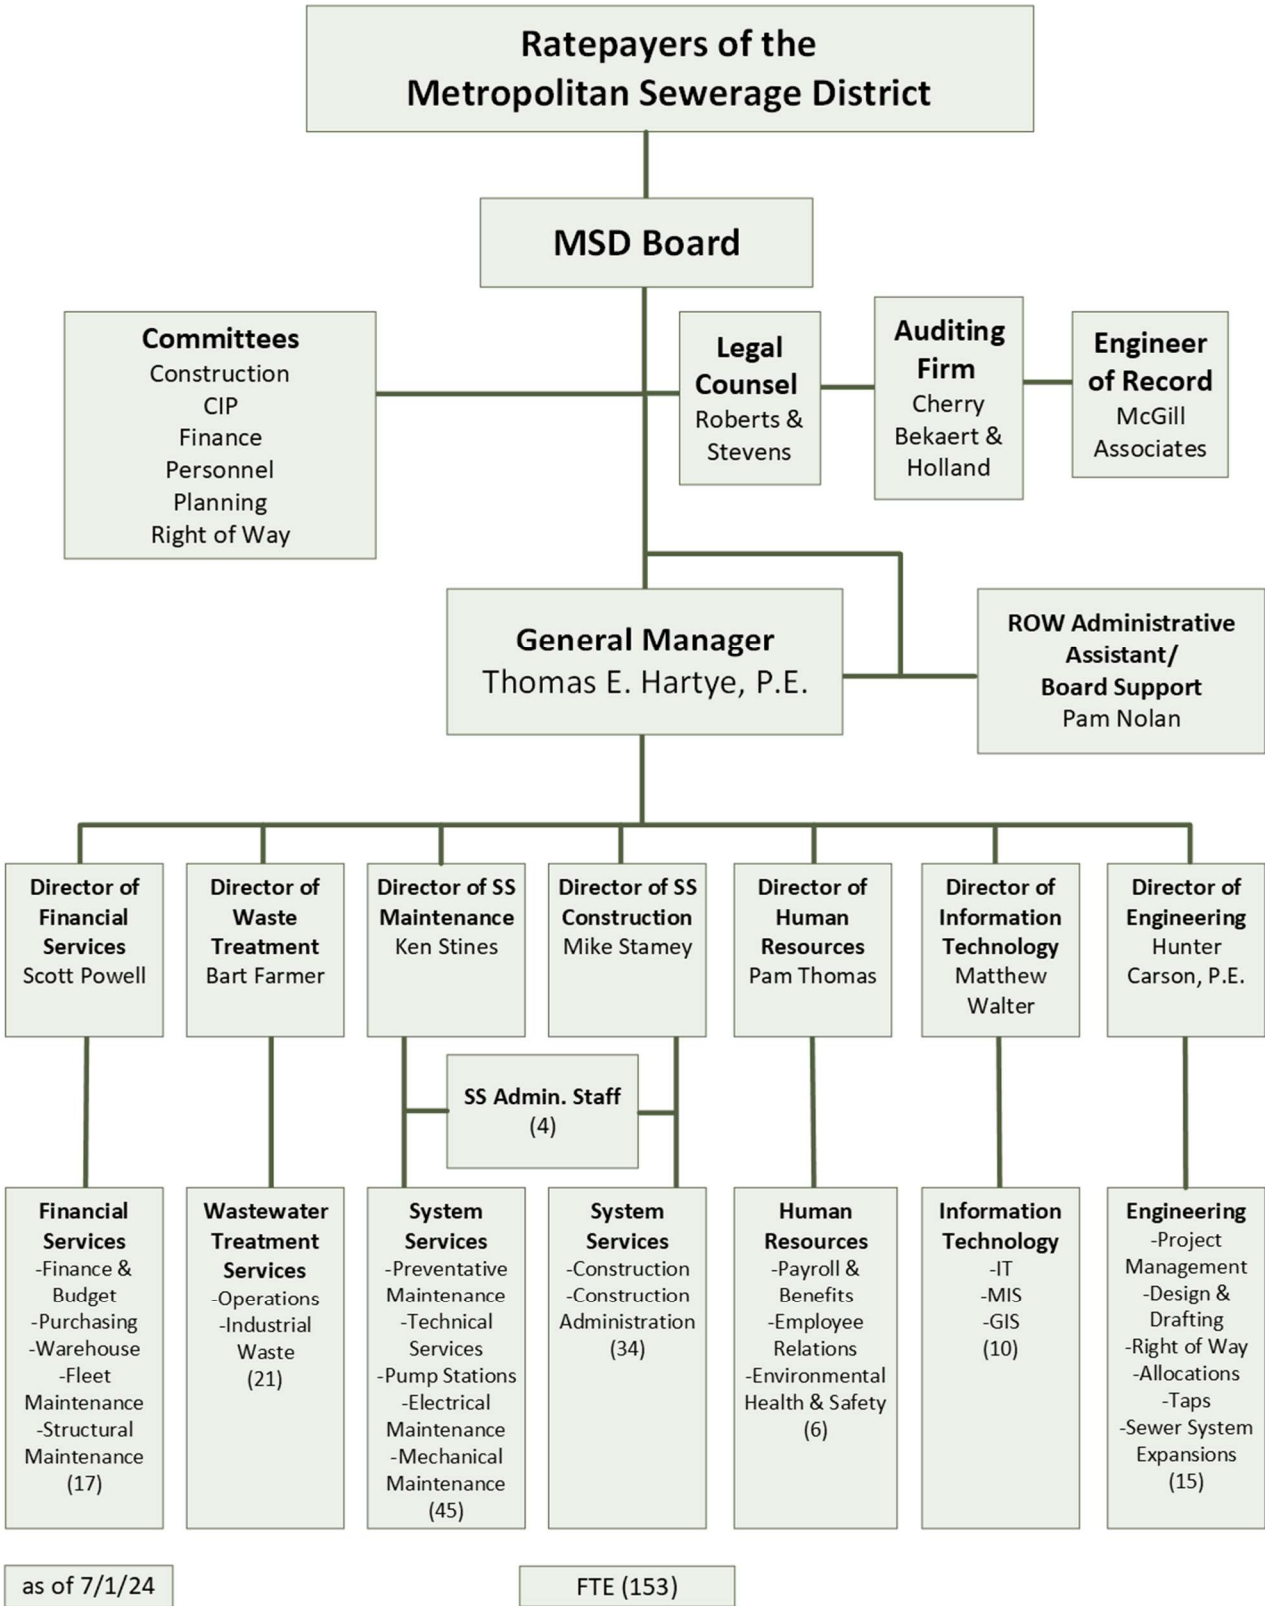 Ratepayers of the
Metropolitan Sewerage District
MSD Board
Committees
Construction
CIP
Finance
Personnel
Planning
Right of Way
Legal
Counsel
Roberts &
Stevens
Auditing
Firm
Cherry
Bekaert &
Holland
Engineer
of Record
McGill
Associates
General Manager
Thomas E. Hartye, P.E.
ROW Administrative
Assistant/
Board Support
Pam Nolan
Director of
Financial
Services
Scott Powell
Director of
Waste
Treatment
Bart Farmer
Director of SS
Maintenance
Ken Stines
Director of SS
Construction
Mike Stamey
Director of
Human
Resources
Pam Thomas
Director of
Information
Technology
Matthew
Walter
Director of
Engineering
Hunter
Carson, P.E.
SS Admin. Staff
(4)
Financial
Services
-Finance &
Budget
-Purchasing
-Warehouse
-Fleet
Maintenance
-Structural
Maintenance
(17)
Wastewater
Treatment
Services
-Operations
-Industrial
Waste
(21)
System
Services
-Preventative
Maintenance
-Technical
Services
-Pump Stations
-Electrical
Maintenance
-Mechanical
Maintenance
(45)
System
Services
-Construction
-Construction
Administration
(34)
Human
Resources
-Payroll &
Benefits
-Employee
Relations
-Environmental
Health & Safety
(6)
Information
Technology
-IT
-MIS
-GIS
(10)
Engineering
-Project
Management
-Design &
Drafting
-Right of Way
-Allocations
-Taps
-Sewer System
Expansions
(15)
as of 7/1/24
FTE (153)